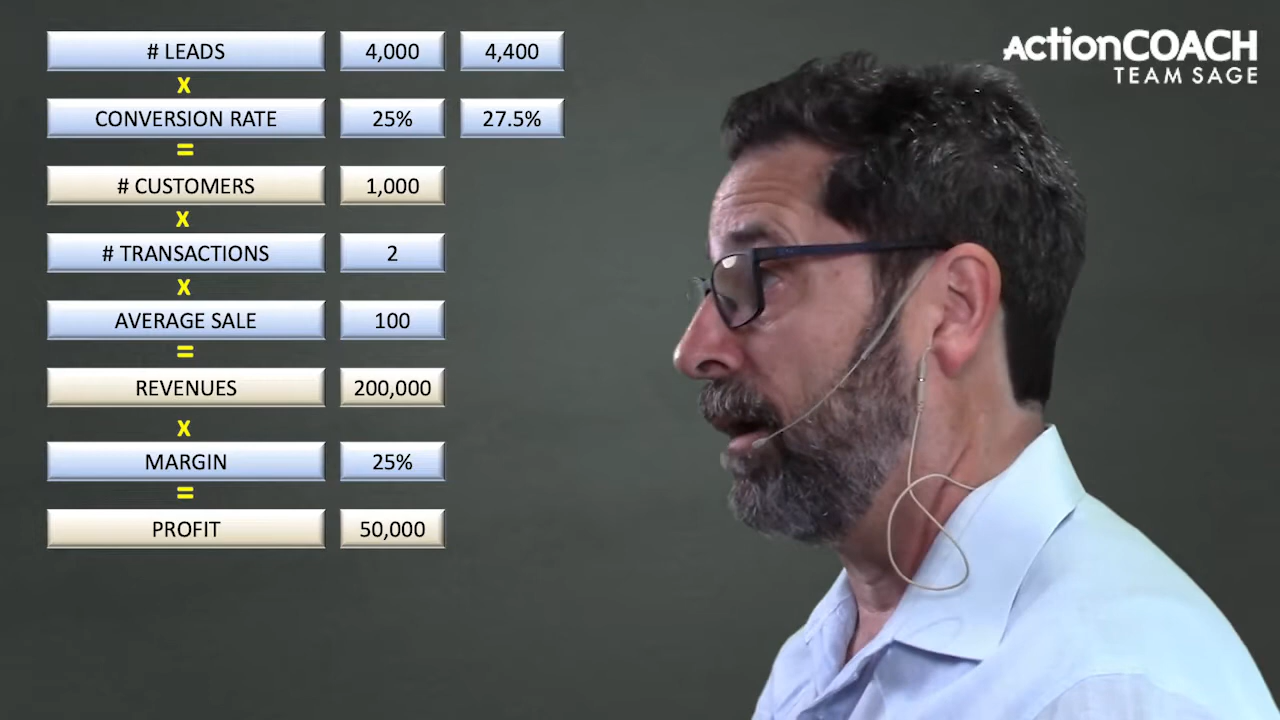 # LEADS 4,000 4,400
X
CONVERSION RATE 25% 27.5%
=
# CUSTOMERS 1,000
X
# TRANSACTIONS 2
X
AVERAGE SALE 100
=
REVENUES 200,000
X
MARGIN 25%
=
PROFIT 50,000
ActionCOACH
TEAM SAGE